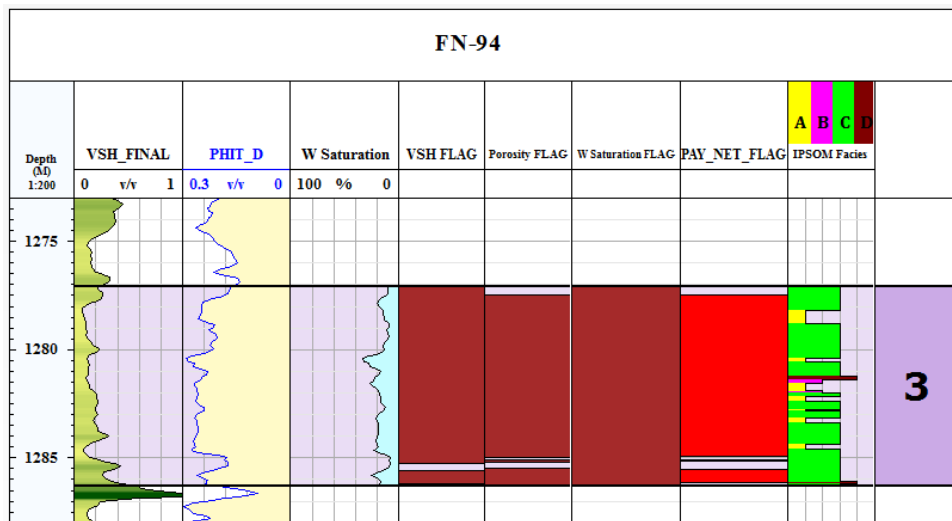 FN-94
A B C D
Depth
(M)
1:200
VSH_FINAL
PHIT_D
W Saturation
VSH FLAG
Porosity FLAG
W Saturation FLAG
PAY_NET_FLAG
IPSOM Facies
0 v/v 1
0.3 v/v 0
100 % 0
1275
1280
1285
3